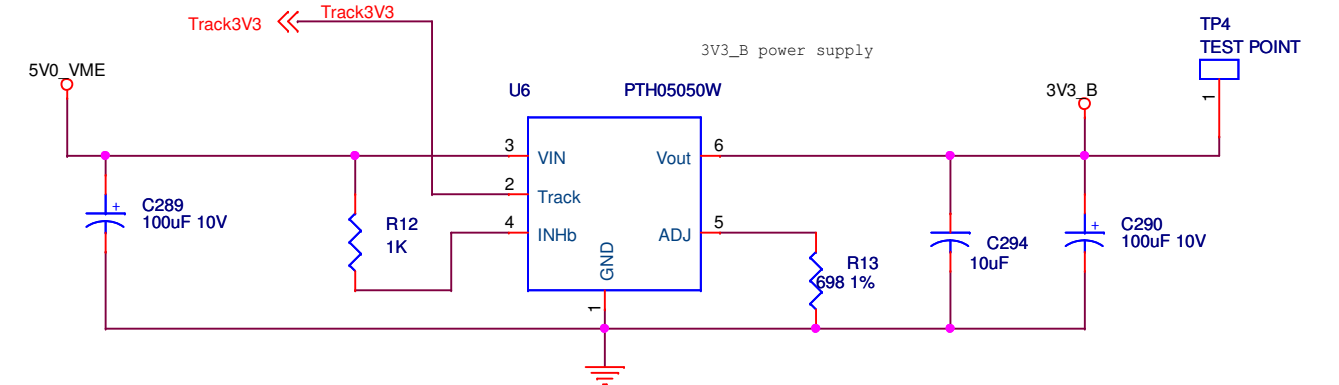 Track3V3
Track3V3
TP4
TEST POINT
1
3V3_B power supply
5V0_VME
U6
PTH05050W
3V3_B
3
VIN
Vout
6
2
Track
4
INHb
ADJ
5
GND
1
C289
100uF 10V
R12
1K
R13
698 1%
C294
10uF
+
C290
100uF 10V
+